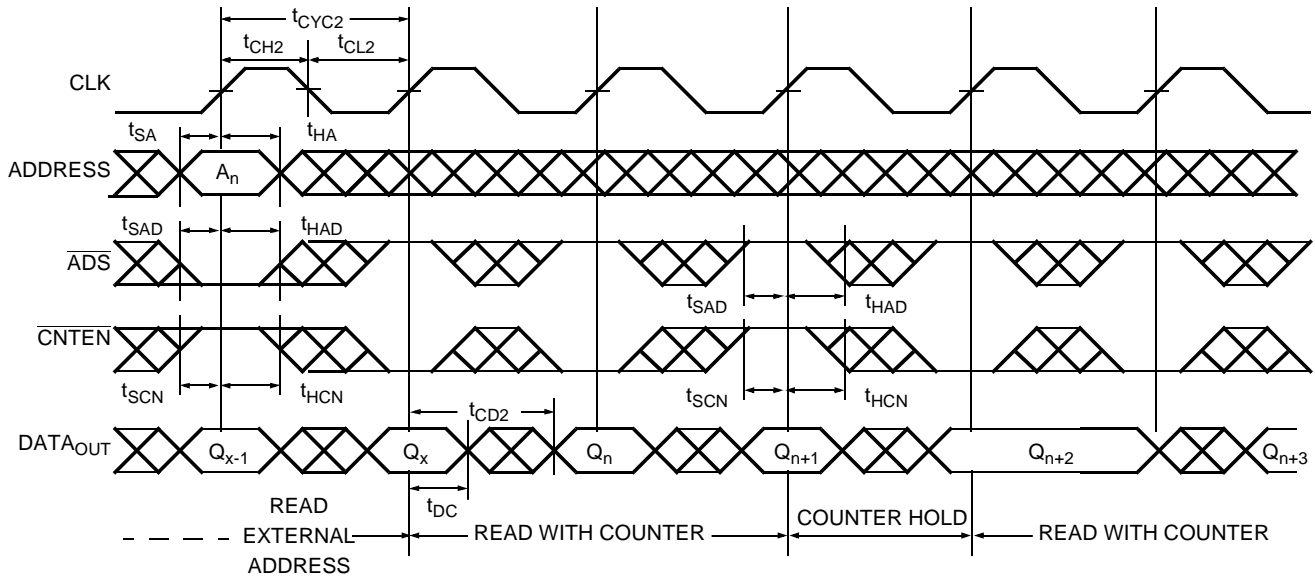 tCYC2
tCH2 tCL2
CLK
tSA tHA
ADDRESS An
tSAD tHAD
ADS
tSAD tHAD
CNTEN
tSCN tHCN tSCN tHCN
tCD2
DATAOUT Qx-1 Qx Qn Qn+1 Qn+2 Qn+3
tDC
READ
EXTERNAL
ADDRESS
READ WITH COUNTER
COUNTER HOLD
READ WITH COUNTER